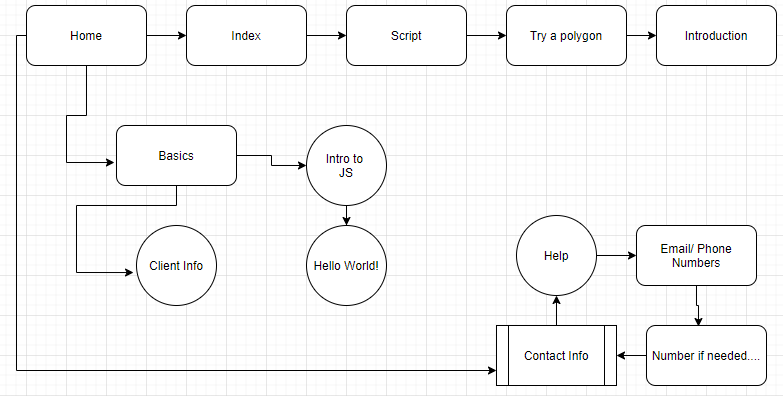 Home
Index
Script
Try a polygon
Introduction
Basics
Intro to
JS
Client Info
Hello World!
Help
Email/ Phone
Numbers
Contact Info
Number if needed....